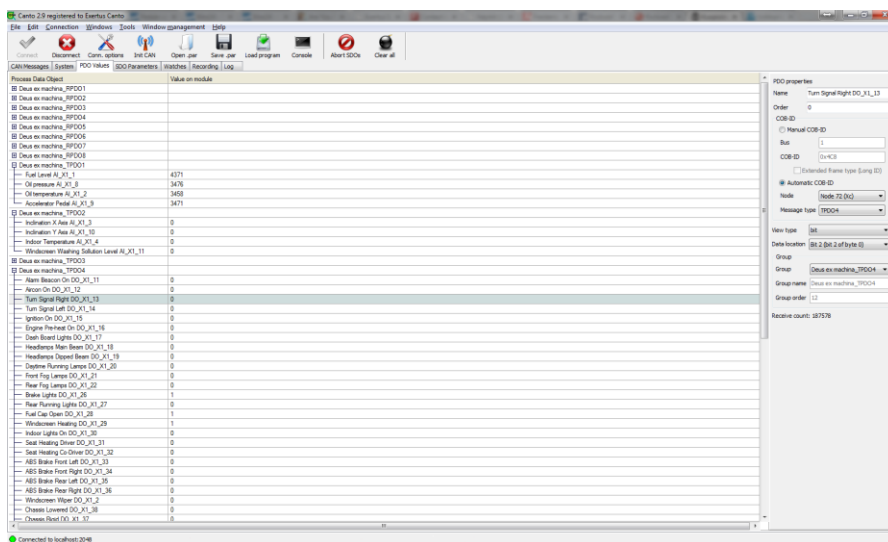 Canto 2.9 registered to Exertus Canto
File Edit Connection Windows Tools Window management Help
Connect Disconnect Conn. options Init CAN Open .par Save .par Load program Console Abort SDOs Clear all
CAN Messages System PDO Values SDO Parameters Watches Recording Log
Process Data Object Value on module
Deus ex machina_RPDO1
Deus ex machina_RPDO2
Deus ex machina_RPDO3
Deus ex machina_RPDO4
Deus ex machina_RPDO5
Deus ex machina_RPDO6
Deus ex machina_RPDO7
Deus ex machina_RPDO8
Deus ex machina_TPDO1
Fuel Level AI_X1_1 4371
Oil pressure AI_X1_8 3476
Oil temperature AI_X1_2 3458
Accelerator Pedal AI_X1_9 3471
Deus ex machina_TPDO2
Inclination X Axis AI_X1_3 0
Inclination Y Axis AI_X1_10 0
Indoor Temperature AI_X1_4 0
Windscreen Washing Solution Level AI_X1_11 0
Deus ex machina_TPDO3
Deus ex machina_TPDO4
Alarm Beacon On DO_X1_11 0
Aircon On DO_X1_12 0
Turn Signal Right DO_X1_13 0
Turn Signal Left DO_X1_14 0
Ignition On DO_X1_15 0
Engine Pre-heat On DO_X1_16 0
Dash Board Lights DO_X1_17 0
Headlamps Main Beam DO_X1_18 0
Headlamps Dipped Beam DO_X1_19 0
Daytime Running Lamps DO_X1_20 0
Front Fog Lamps DO_X1_21 0
Rear Fog Lamps DO_X1_22 0
Brake Lights DO_X1_26 1
Rear Running Lights DO_X1_27 0
Fuel Cap Open DO_X1_28 1
Windscreen Heating DO_X1_29 1
Indoor Lights On DO_X1_30 0
Seat Heating Driver DO_X1_31 0
Seat Heating Co-Driver DO_X1_32 0
ABS Brake Front Left DO_X1_33 0
ABS Brake Front Right DO_X1_34 0
ABS Brake Rear Left DO_X1_35 0
ABS Brake Rear Right DO_X1_36 0
Windscreen Wiper DO_X1_2 0
Chassis Lowered DO_X1_38 0
Chassis Rigid DO_X1_37 0
PDO properties
Name Turn Signal Right DO_X1_13
Order 0
COB-ID
Manual COB-ID
Bus 1
COB-ID 0x4C8
Extended frame type (Long ID)
Automatic COB-ID
Node Node 72 (Xc)
Message type TPDO4
View type bit
Data location Bit 2 (bit 2 of byte 0)
Group
Group Deus ex machina_TPDO4
Group name Deus ex machina_TPDO4
Group order 12
Receive count: 187578
Connected to localhost:2048